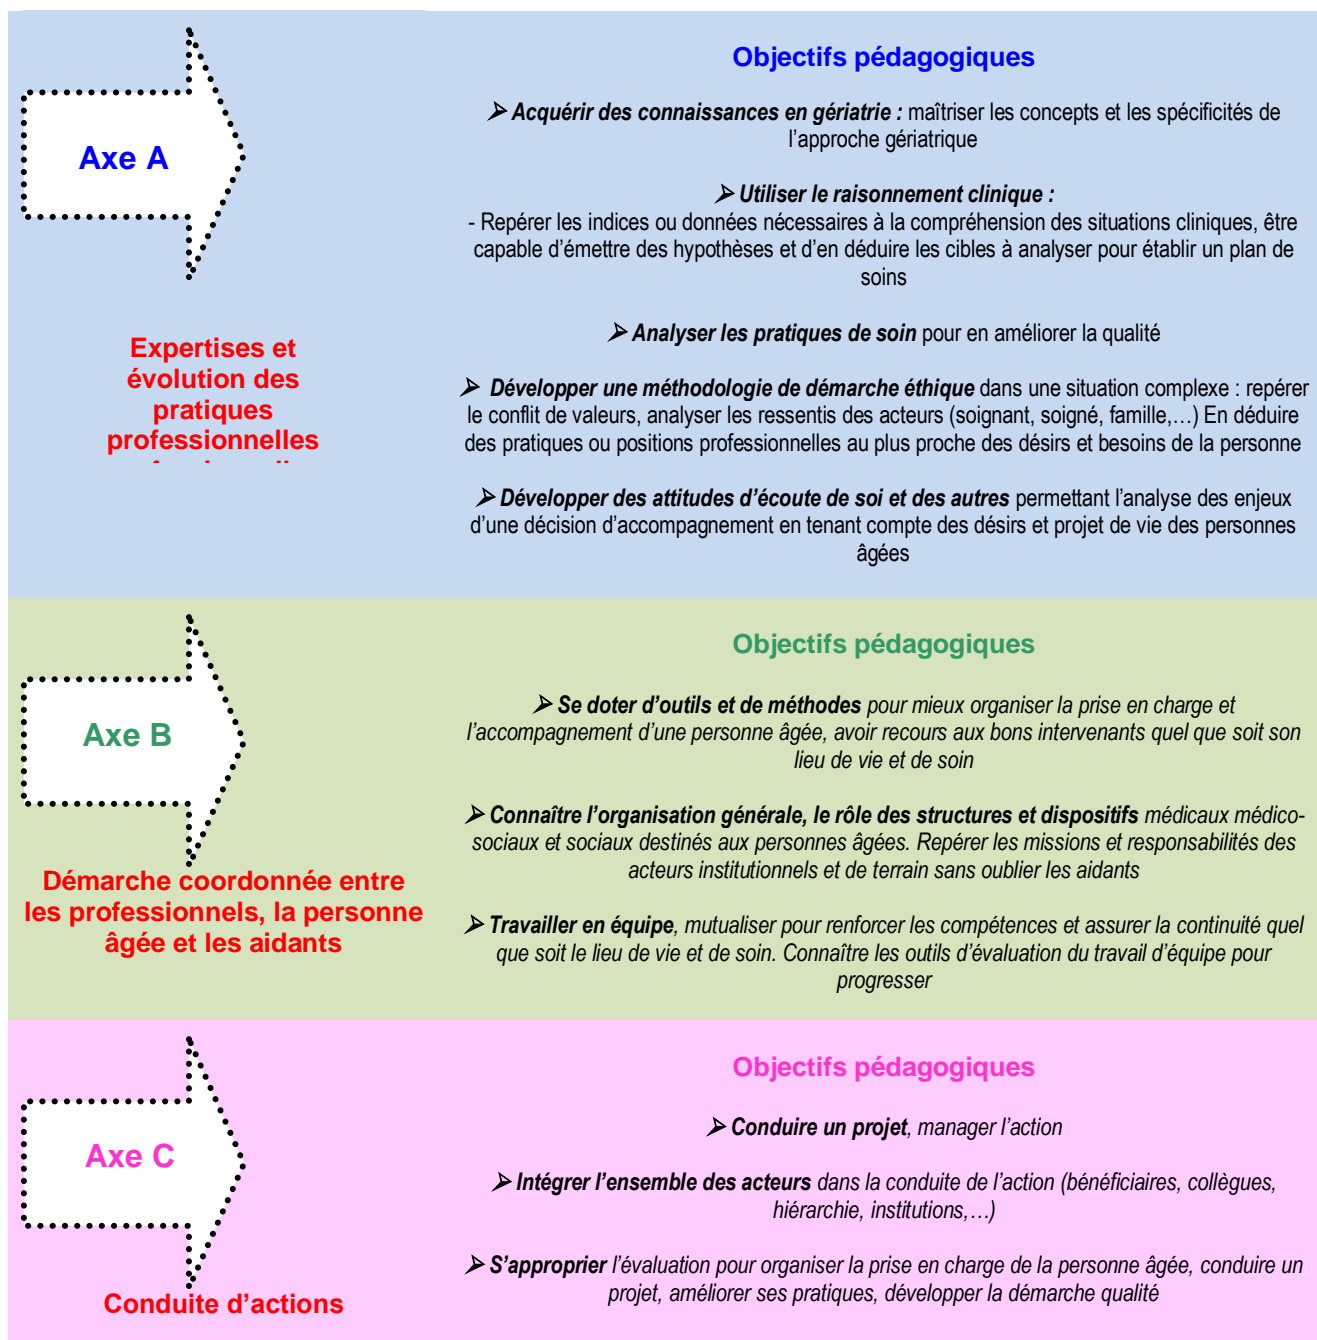 Axe A
Expertises et
évolution des
pratiques
professionnelles
Objectifs pédagogiques
➢ Acquérir des connaissances en gériatrie : maîtriser les concepts et les spécificités de
l’approche gériatrique
➢ Utiliser le raisonnement clinique :
- Repérer les indices ou données nécessaires à la compréhension des situations cliniques, être
capable d’émettre des hypothèses et d’en déduire les cibles à analyser pour établir un plan de
soins
➢ Analyser les pratiques de soin pour en améliorer la qualité
➢ Développer une méthodologie de démarche éthique dans une situation complexe : repérer
le conflit de valeurs, analyser les ressentis des acteurs (soignant, soigné, famille,…) En déduire
des pratiques ou positions professionnelles au plus proche des désirs et besoins de la personne
➢ Développer des attitudes d’écoute de soi et des autres permettant l’analyse des enjeux
d’une décision d’accompagnement en tenant compte des désirs et projet de vie des personnes
âgées
Axe B
Démarche coordonnée entre
les professionnels, la personne
âgée et les aidants
Objectifs pédagogiques
➢ Se doter d’outils et de méthodes pour mieux organiser la prise en charge et
l’accompagnement d’une personne âgée, avoir recours aux bons intervenants quel que soit son
lieu de vie et de soin
➢ Connaître l’organisation générale, le rôle des structures et dispositifs médicaux médico-
sociaux et sociaux destinés aux personnes âgées. Repérer les missions et responsabilités des
acteurs institutionnels et de terrain sans oublier les aidants
➢ Travailler en équipe, mutualiser pour renforcer les compétences et assurer la continuité quel
que soit le lieu de vie et de soin. Connaître les outils d’évaluation du travail d’équipe pour
progresser
Axe C
Conduite d’actions
Objectifs pédagogiques
➢ Conduire un projet, manager l’action
➢ Intégrer l’ensemble des acteurs dans la conduite de l’action (bénéficiaires, collègues,
hiérarchie, institutions,…)
➢ S’approprier l’évaluation pour organiser la prise en charge de la personne âgée, conduire un
projet, améliorer ses pratiques, développer la démarche qualité